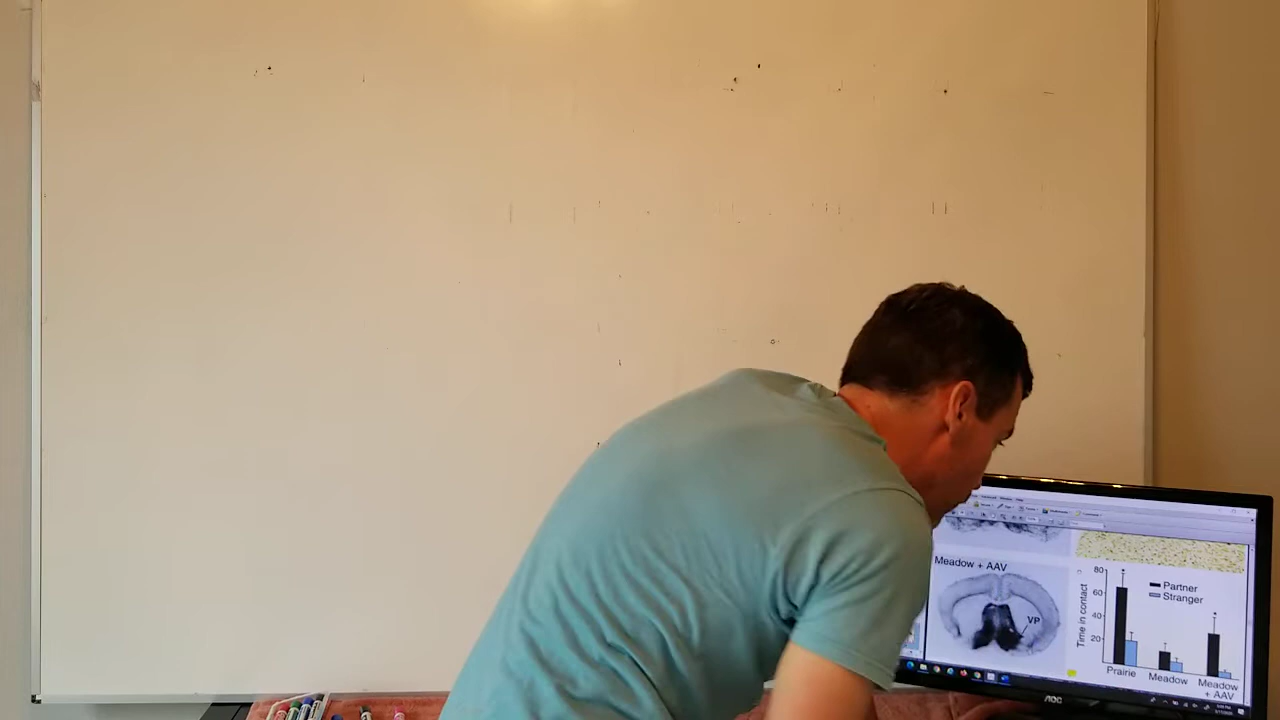 Meadow + AAV
VP
80
60
40
20
Time in contact
Partner
Stranger
Prairie
Meadow
Meadow
+ AAV
AOC